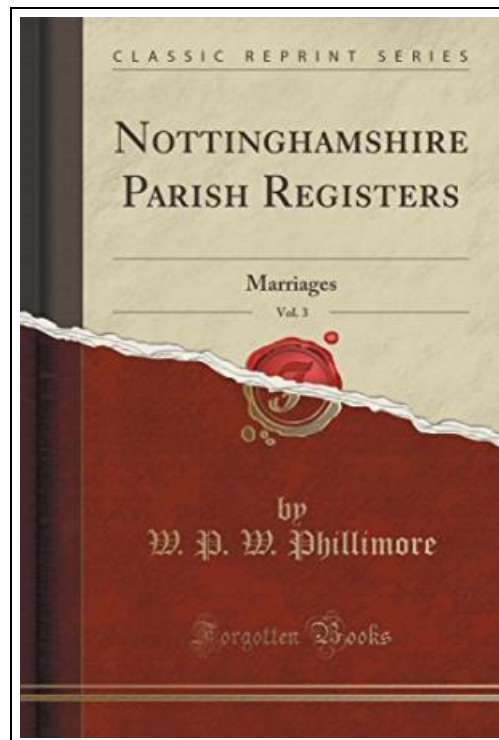 CLASSIC REPRINT SERIES
NOTTINGHAMSHIRE
PARISH REGISTERS
Marriages
Vol. 3
F
by
W. P. W. Phillimore
Forgotten Books